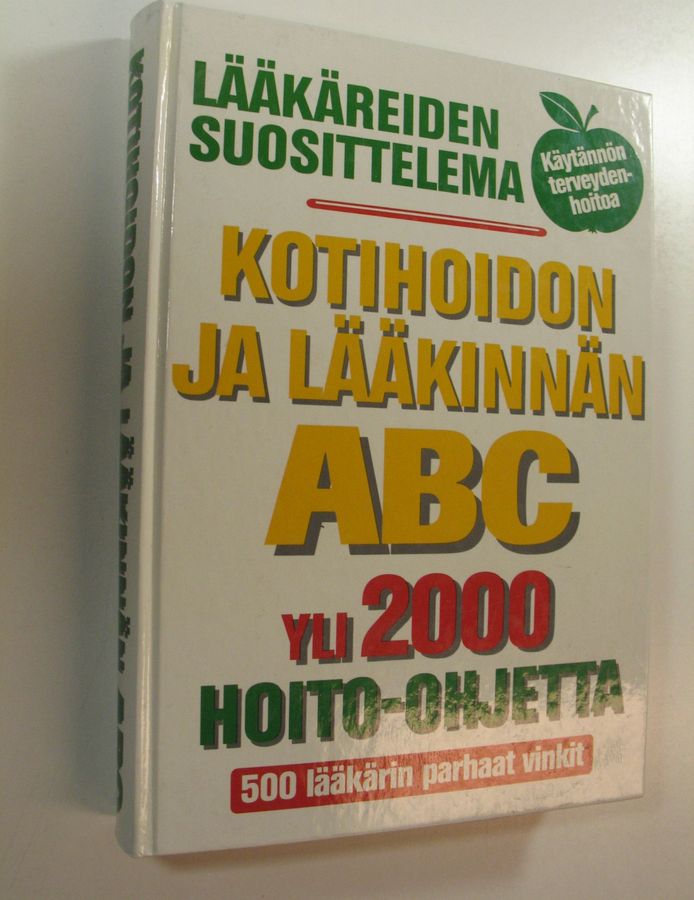 LÄÄKÄREIDEN
SUOSITTELEMA
Käytännön
terveyden-
hoitoa
KOTIHOIDON
JA LÄÄKINNÄN
ABC
YLI 2000
HOITO-OHJETTA
500 lääkärin parhaat vinkit
KOTIHOIDON JA LÄÄKINNÄN ABC